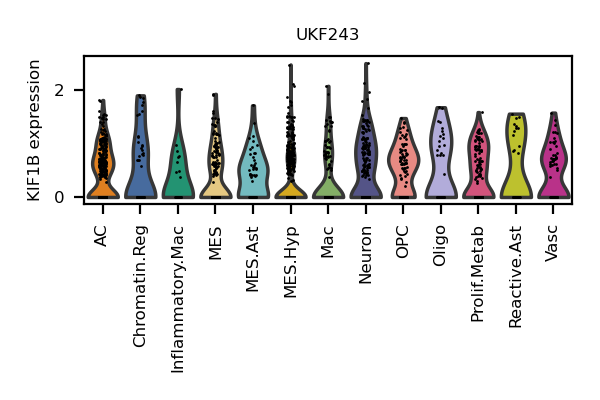 UKF243
KIF1B expression
2
0
AC
Chromatin.Reg
Inflammatory.Mac
MES
MES.Ast
MES.Hyp
Mac
Neuron
OPC
Oligo
Prolif.Metab
Reactive.Ast
Vasc